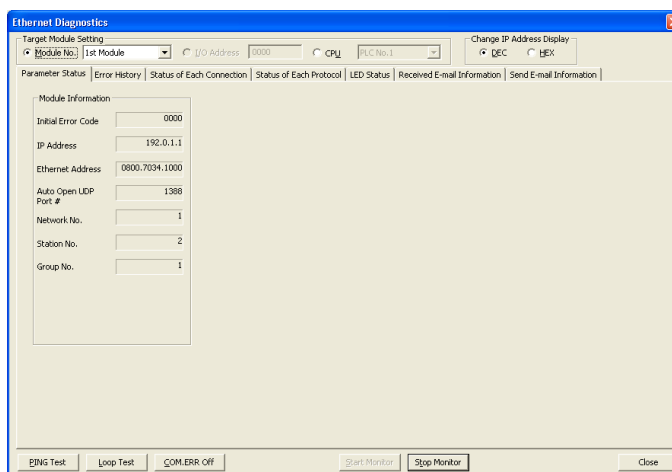 Ethernet Diagnostics
Target Module Setting
Module No. 1st Module I/O Address 0000 CPU PLC No.1
Change IP Address Display
DEC HEX
Parameter Status Error History Status of Each Connection Status of Each Protocol LED Status Received E-mail Information Send E-mail Information
Module Information
Initial Error Code 0000
IP Address 192.0.1.1
Ethernet Address 0800.7034.1000
Auto Open UDP
Port # 1388
Network No. 1
Station No. 2
Group No. 1
PING Test Loop Test COM.ERR Off Start Monitor Stop Monitor Close